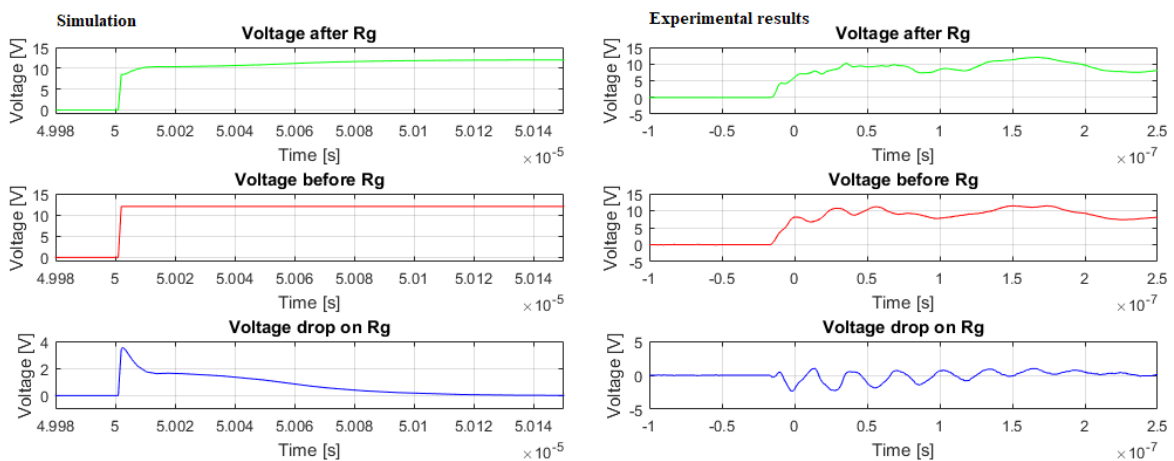 Simulation
Voltage after Rg
Voltage [V]
15
10
5
0
4.998 5 5.002 5.004 5.006 5.008 5.01 5.012 5.014
Time [s]
×10-5
Voltage before Rg
Voltage [V]
15
10
5
0
4.998 5 5.002 5.004 5.006 5.008 5.01 5.012 5.014
Time [s]
×10-5
Voltage drop on Rg
Voltage [V]
4
2
0
4.998 5 5.002 5.004 5.006 5.008 5.01 5.012 5.014
Time [s]
×10-5
Experimental results
Voltage after Rg
Voltage [V]
15
10
5
0
-5
-1 -0.5 0 0.5 1 1.5 2 2.5
Time [s]
×10-7
Voltage before Rg
Voltage [V]
15
10
5
0
-5
-1 -0.5 0 0.5 1 1.5 2 2.5
Time [s]
×10-7
Voltage drop on Rg
Voltage [V]
5
0
-5
-1 -0.5 0 0.5 1 1.5 2 2.5
Time [s]
×10-7